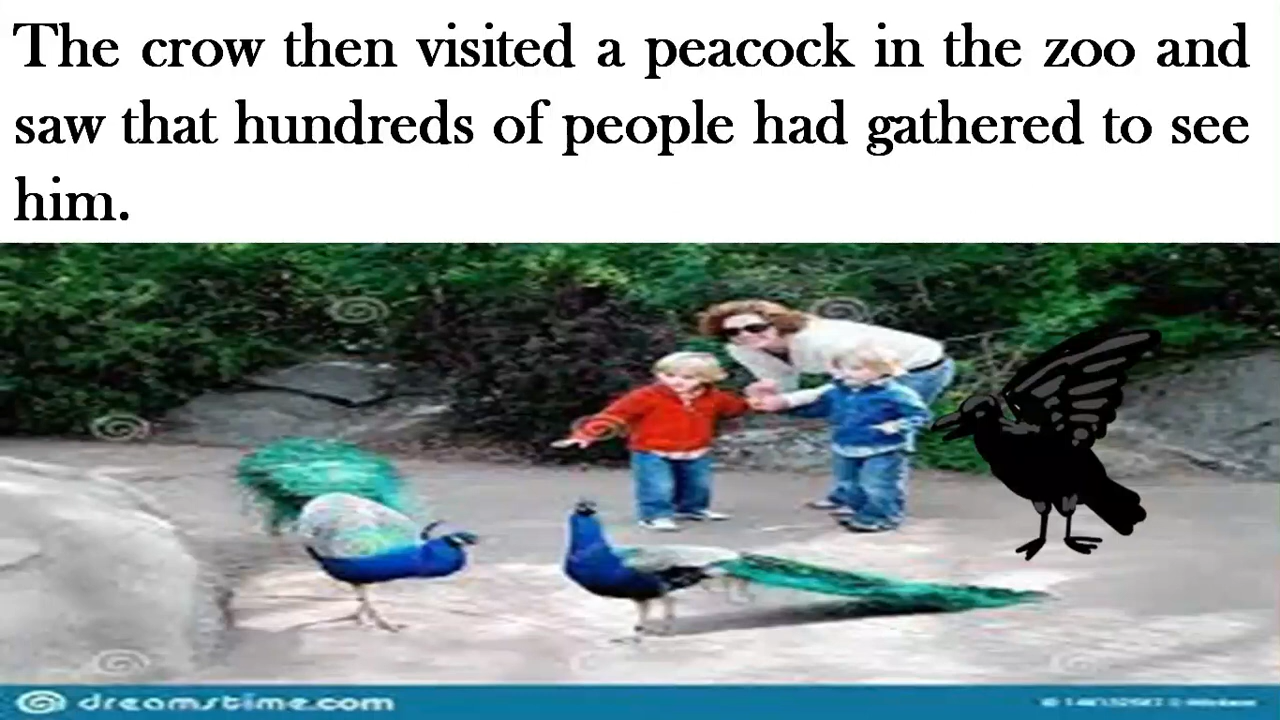 The crow then visited a peacock in the zoo and
saw that hundreds of people had gathered to see
him.
dreamstime.com